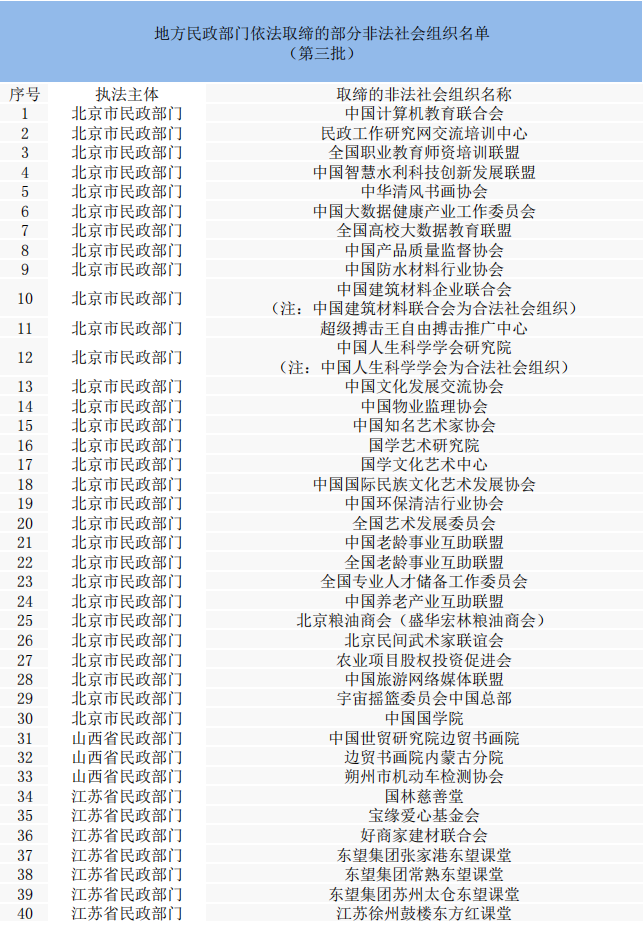 地方民政部门依法取缔的部分非法社会组织名单
（第三批）
序号 执法主体 取缔的非法社会组织名称
1 北京市民政部门 中国计算机教育联合会
2 北京市民政部门 民政工作研究网交流培训中心
3 北京市民政部门 全国职业教育师资培训联盟
4 北京市民政部门 中国智慧水利科技创新发展联盟
5 北京市民政部门 中华清风书画协会
6 北京市民政部门 中国大数据健康产业工作委员会
7 北京市民政部门 全国高校大数据教育联盟
8 北京市民政部门 中国产品质量监督协会
9 北京市民政部门 中国防水材料行业协会
10 北京市民政部门 中国建筑材料企业联合会
（注：中国建筑材料联合会为合法社会组织）
11 北京市民政部门 超级搏击王自由搏击推广中心
12 北京市民政部门 中国人生科学学会研究院
（注：中国人生科学学会为合法社会组织）
13 北京市民政部门 中国文化发展交流协会
14 北京市民政部门 中国物业监理协会
15 北京市民政部门 中国知名艺术家协会
16 北京市民政部门 国学艺术研究院
17 北京市民政部门 国学文化艺术中心
18 北京市民政部门 中国国际民族文化艺术发展协会
19 北京市民政部门 中国环保清洁行业协会
20 北京市民政部门 全国艺术发展委员会
21 北京市民政部门 中国老龄事业互助联盟
22 北京市民政部门 全国老龄事业互助联盟
23 北京市民政部门 全国专业人才储备工作委员会
24 北京市民政部门 中国养老产业互助联盟
25 北京市民政部门 北京粮油商会（盛华宏林粮油商会）
26 北京市民政部门 北京民间武术家联谊会
27 北京市民政部门 农业项目股权投资促进会
28 北京市民政部门 中国旅游网络媒体联盟
29 北京市民政部门 宇宙摇篮委员会中国总部
30 北京市民政部门 中国国学院
31 山西省民政部门 中国世贸研究院边贸书画院
32 山西省民政部门 边贸书画院内蒙古分院
33 山西省民政部门 朔州市机动车检测协会
34 江苏省民政部门 国林慈善堂
35 江苏省民政部门 宝缘爱心基金会
36 江苏省民政部门 好商家建材联合会
37 江苏省民政部门 东望集团张家港东望课堂
38 江苏省民政部门 东望集团常熟东望课堂
39 江苏省民政部门 东望集团苏州太仓东望课堂
40 江苏省民政部门 江苏徐州鼓楼东方红课堂